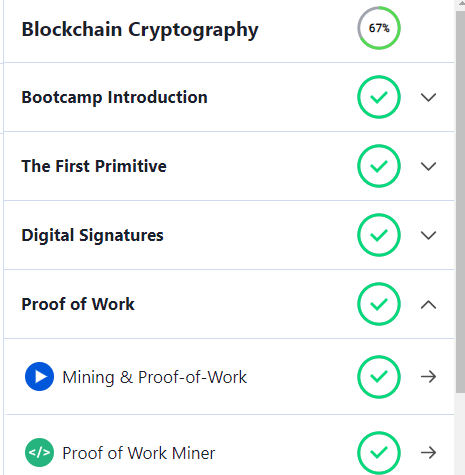 Blockchain Cryptography
67%
Bootcamp Introduction
The First Primitive
Digital Signatures
Proof of Work
Mining & Proof-of-Work
</> Proof of Work Miner